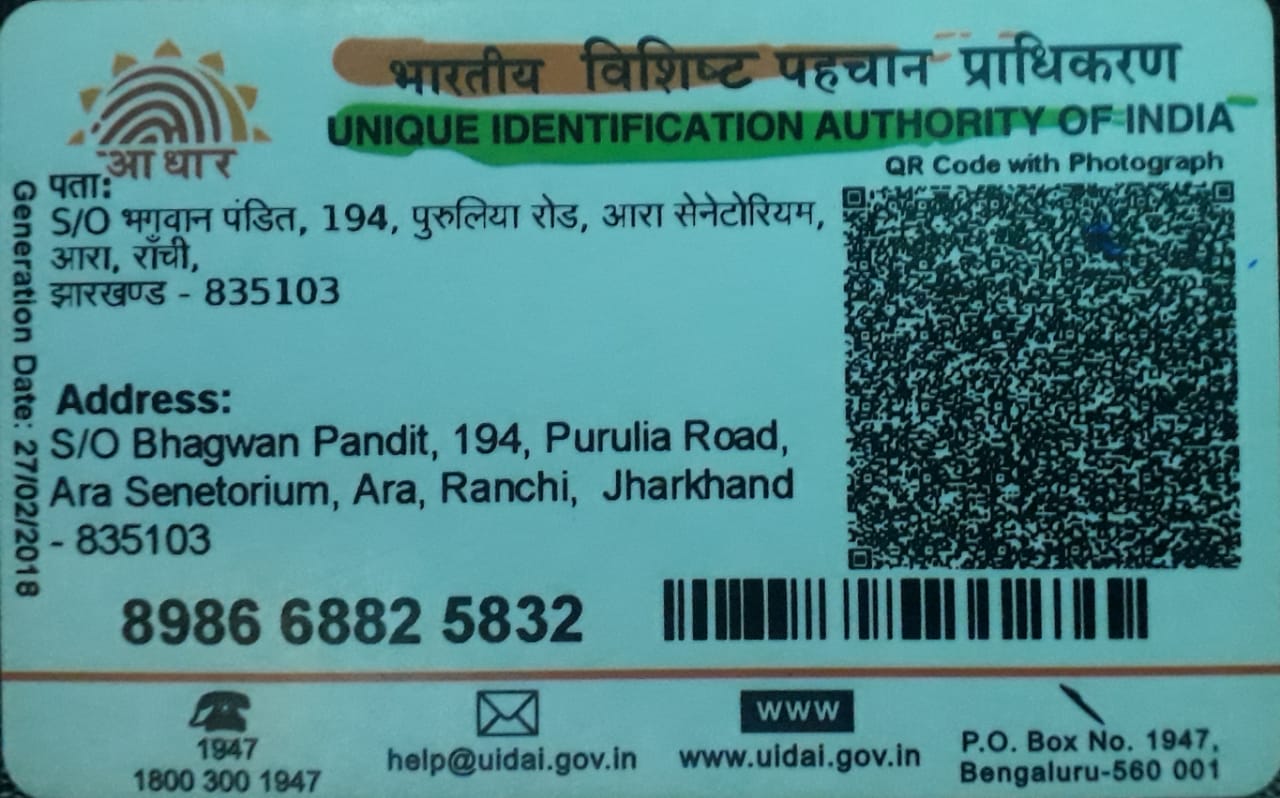 भारतीय विशिष्ट पहचान प्राधिकरण
UNIQUE IDENTIFICATION AUTHORITY OF INDIA
आधार
QR Code with Photograph
पता:
S/O भगवान पंडित, 194, पुरुलिया रोड, आरा सेनेटोरियम,
आरा, राँची,
झारखण्ड - 835103
Generation Date: 27/02/2018
Address:
S/O Bhagwan Pandit, 194, Purulia Road,
Ara Senetorium, Ara, Ranchi, Jharkhand
- 835103
8986 6882 5832
1947
1800 300 1947
help@uidai.gov.in
www
www.uidai.gov.in
P.O. Box No. 1947,
Bengaluru-560 001